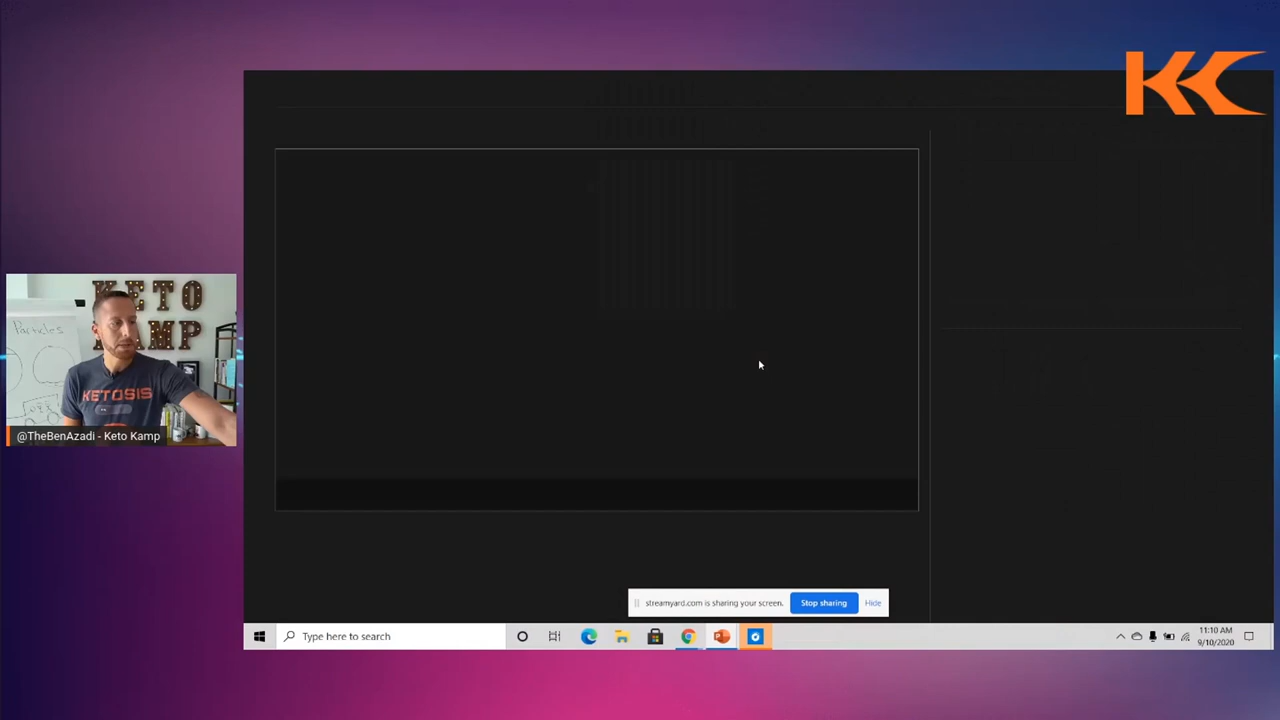 KC
KETO
KAMP
Particles
KETOSIS
@TheBenAzadi - Keto Kamp
streamyard.com is sharing your screen.
Stop sharing
Hide
Type here to search
11:10 AM
9/10/2020